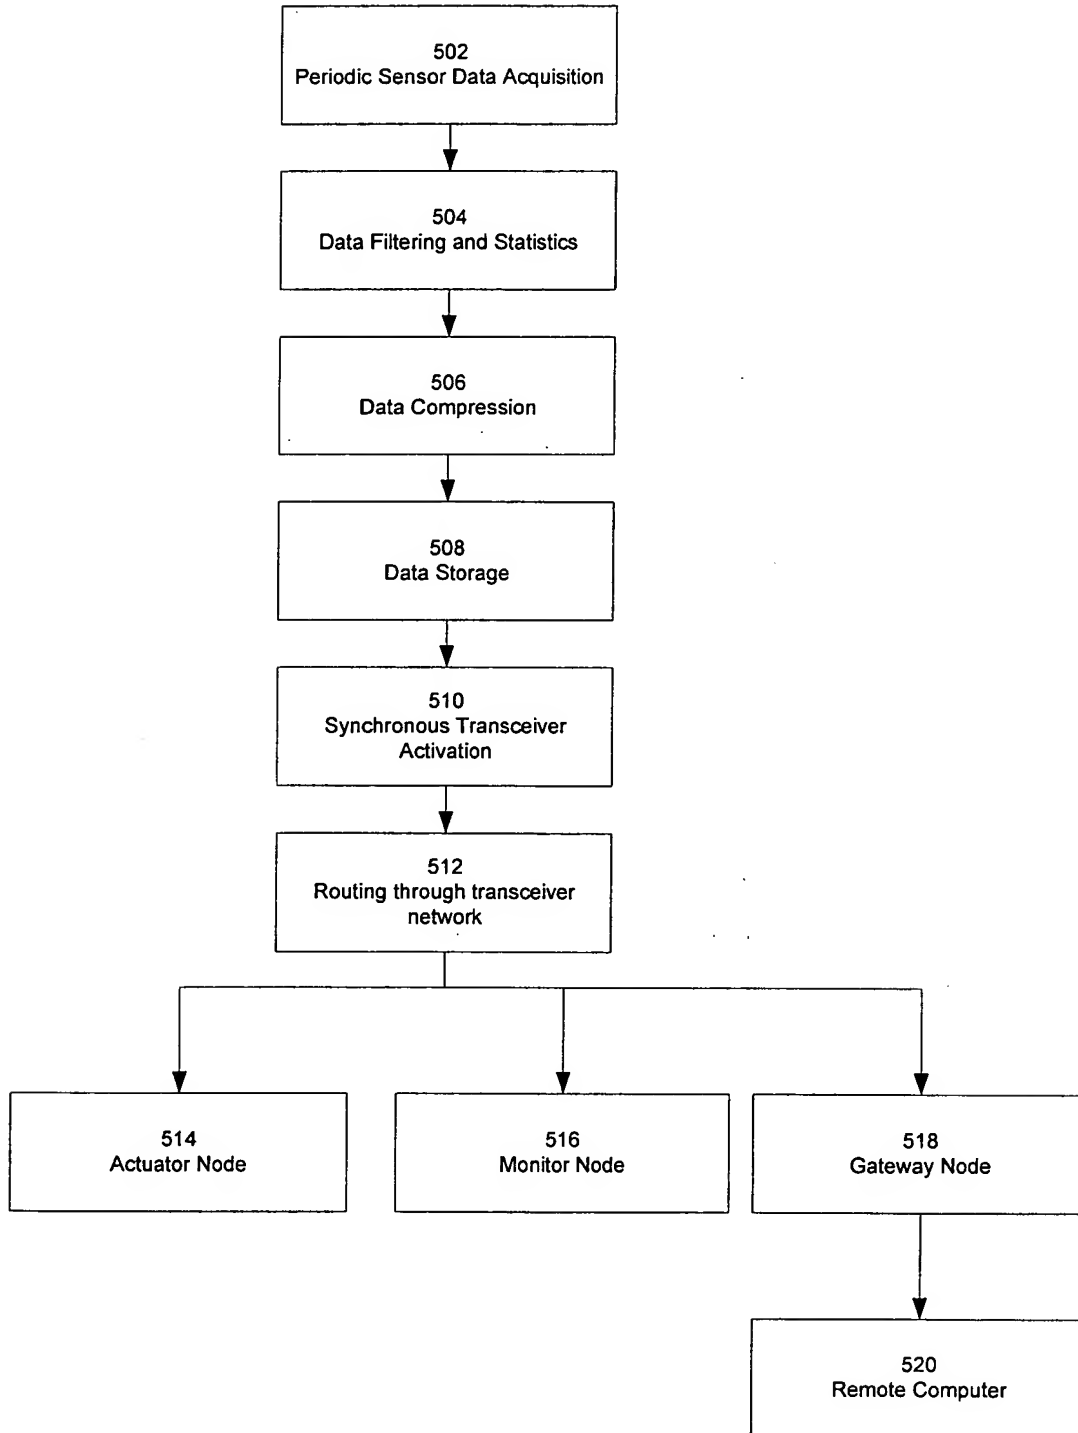 502
Periodic Sensor Data Acquisition
504
Data Filtering and Statistics
506
Data Compression
508
Data Storage
510
Synchronous Transceiver
Activation
512
Routing through transceiver
network
514
Actuator Node
516
Monitor Node
518
Gateway Node
520
Remote Computer